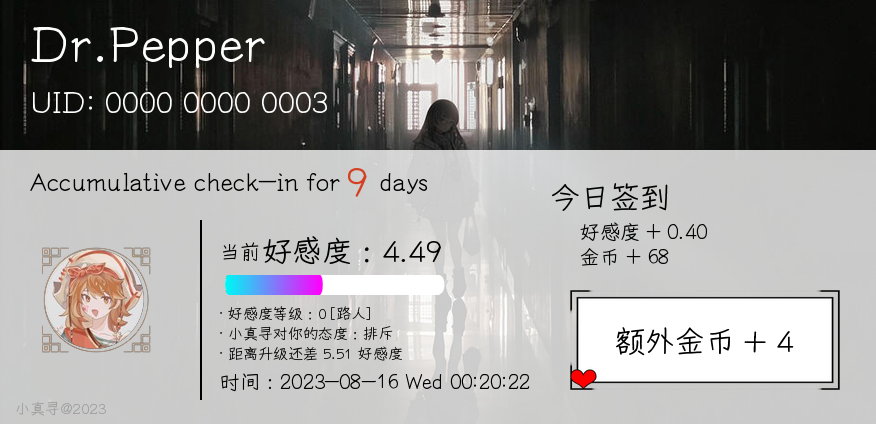 Dr.Pepper
UID: 0000 0000 0003
Accumulative check-in for 9 days
当前好感度：4.49
·好感度等级：0[路人]
·小真寻对你的态度：排斥
·距离升级还差 5.51 好感度
时间：2023-08-16 Wed 00:20:22
今日签到
好感度 + 0.40
金币 + 68
额外金币 + 4
小真寻@2023